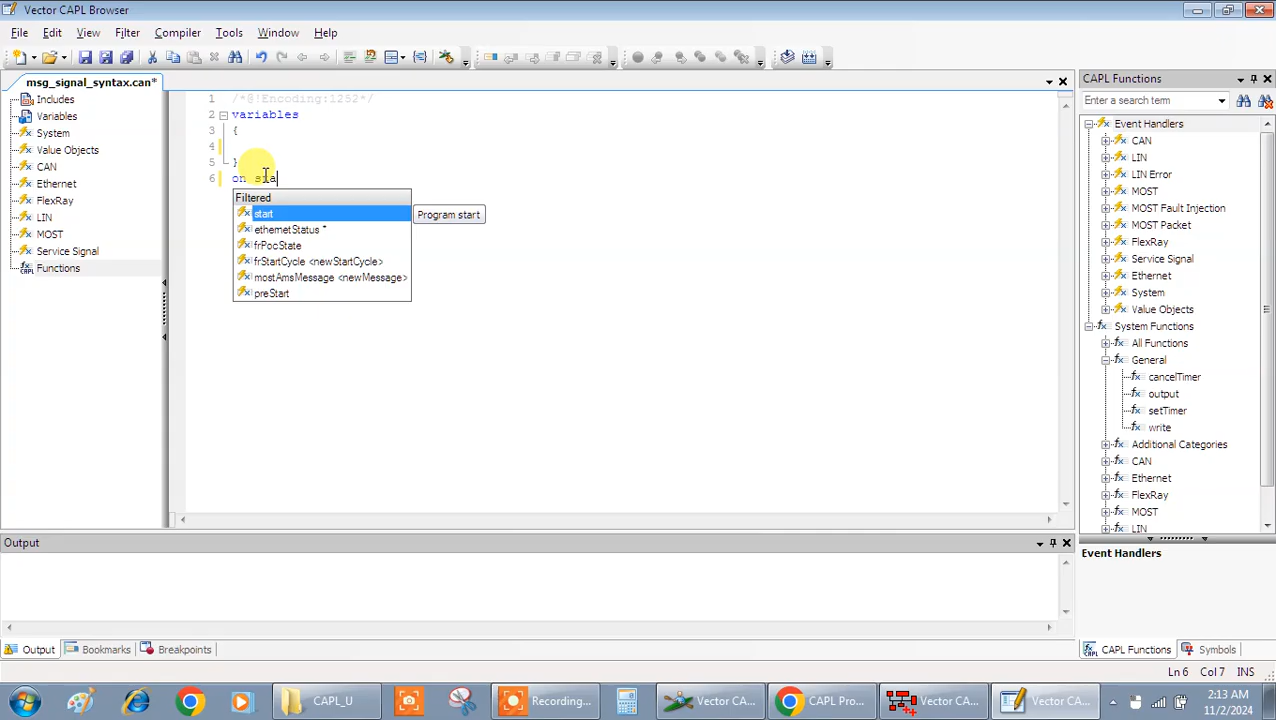 Vector CAPL Browser
File Edit View Filter Compiler Tools Window Help
msg_signal_syntax.can*
Includes
Variables
System
Value Objects
CAN
Ethernet
FlexRay
LIN
MOST
Service Signal
Functions
1 /*@!Encoding:1252*/
2 variables
3 {
4
5 }
6 on sta
Filtered
start
ethernetStatus *
frPocState
frStartCycle <newStartCycle>
mostAmsMessage <newMessage>
preStart
Program start
CAPL Functions
Enter a search term
Event Handlers
CAN
LIN
LIN Error
MOST
MOST Fault Injection
MOST Packet
FlexRay
Service Signal
Ethernet
System
Value Objects
System Functions
All Functions
General
cancelTimer
output
setTimer
write
Additional Categories
CAN
Ethernet
FlexRay
MOST
LIN
Event Handlers
CAPL Functions Symbols
Output
Output Bookmarks Breakpoints
Ln 6 Col 7 INS
CAPL_U
Recording...
Vector CA...
CAPL Pro...
Vector CA...
Vector CA...
2:13 AM
11/2/2024